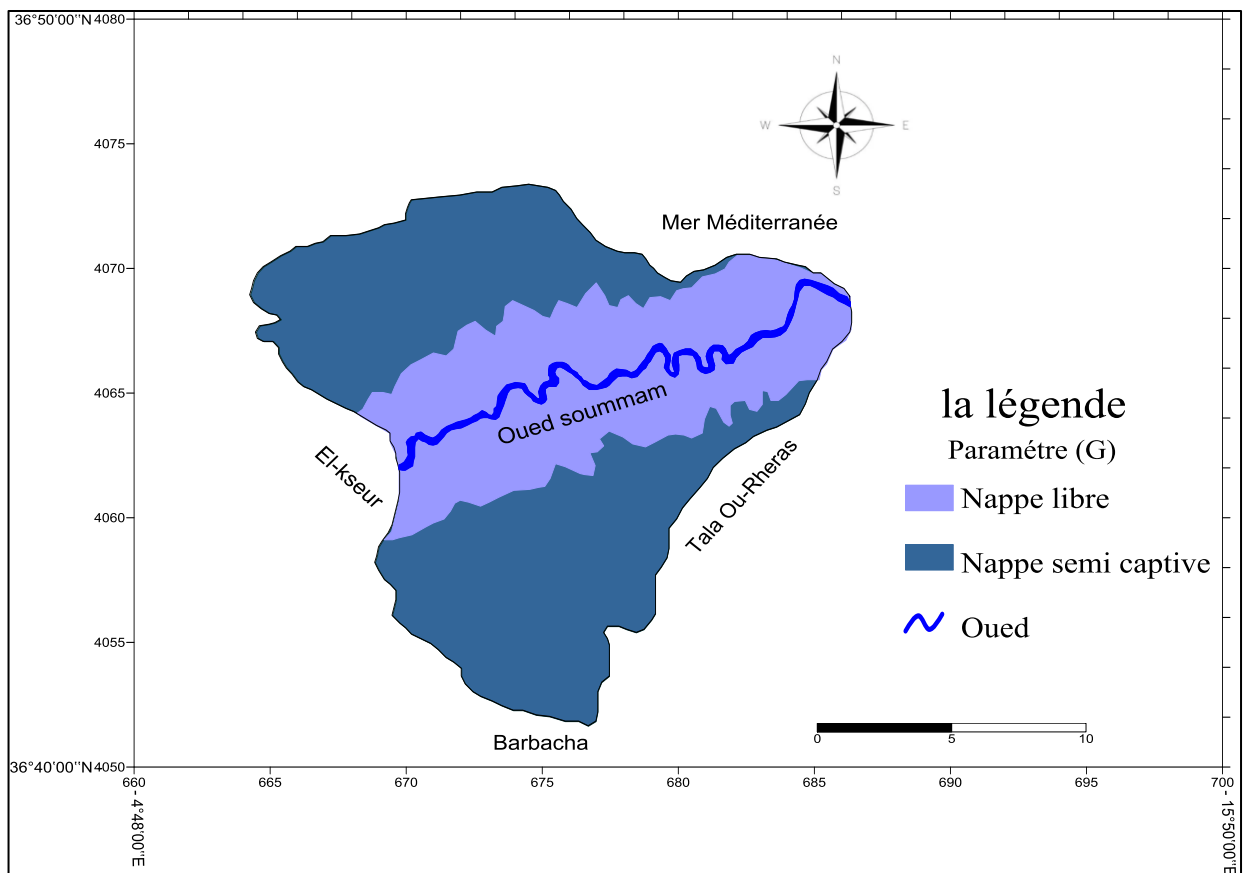 36°50'00''N
4080
4075
4070
4065
4060
4055
36°40'00''N
4050
N
W
E
S
Mer Méditerranée
Oued soummam
El-kseur
Tala Ou-Rheras
Barbacha
la légende
Paramétre (G)
Nappe libre
Nappe semi captive
Oued
0
5
10
660
665
670
675
680
685
690
695
700
- 4°48'00''E
- 15°50'00''E